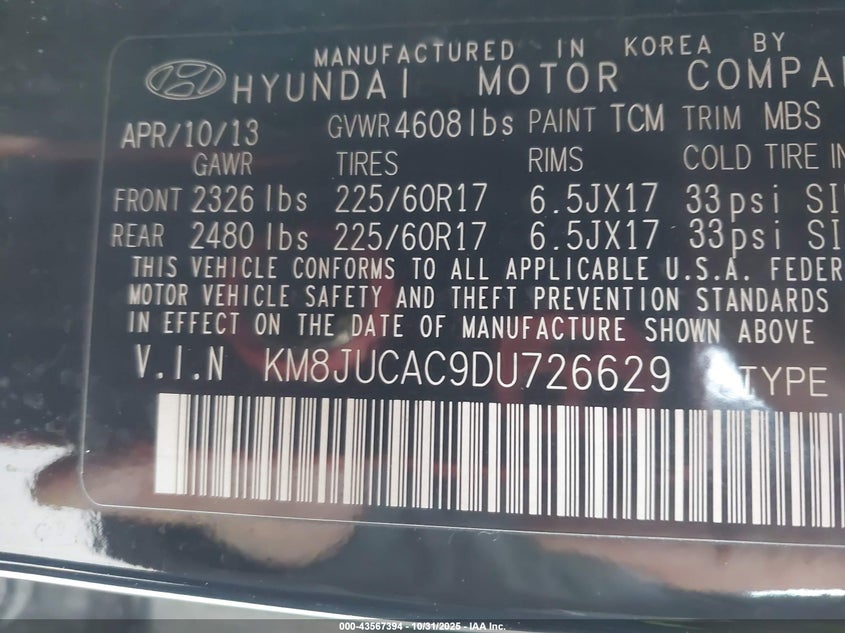 MANUFACTURED IN KOREA BY
HYUNDAI MOTOR
APR/10/13 GVWR 4608 lbs PAINT TCM TRIM MBS
GAWR TIRES RIMS COLD TIRE
FRONT 2326 lbs 225/60R17 6.5JX17 33psi
REAR 2480 lbs 225/60R17 6.5JX17 33psi
THIS VEHICLE CONFORMS TO ALL APPLICABLE U.S.A.
MOTOR VEHICLE SAFETY AND THEFT PREVENTION STANDARDS
IN EFFECT ON THE DATE OF MANUFACTURE SHOWN ABOVE
V.I.N KM8JUCAC9DU726629 TYPE
000-43567394 - 10/31/2025 - IAA Inc.